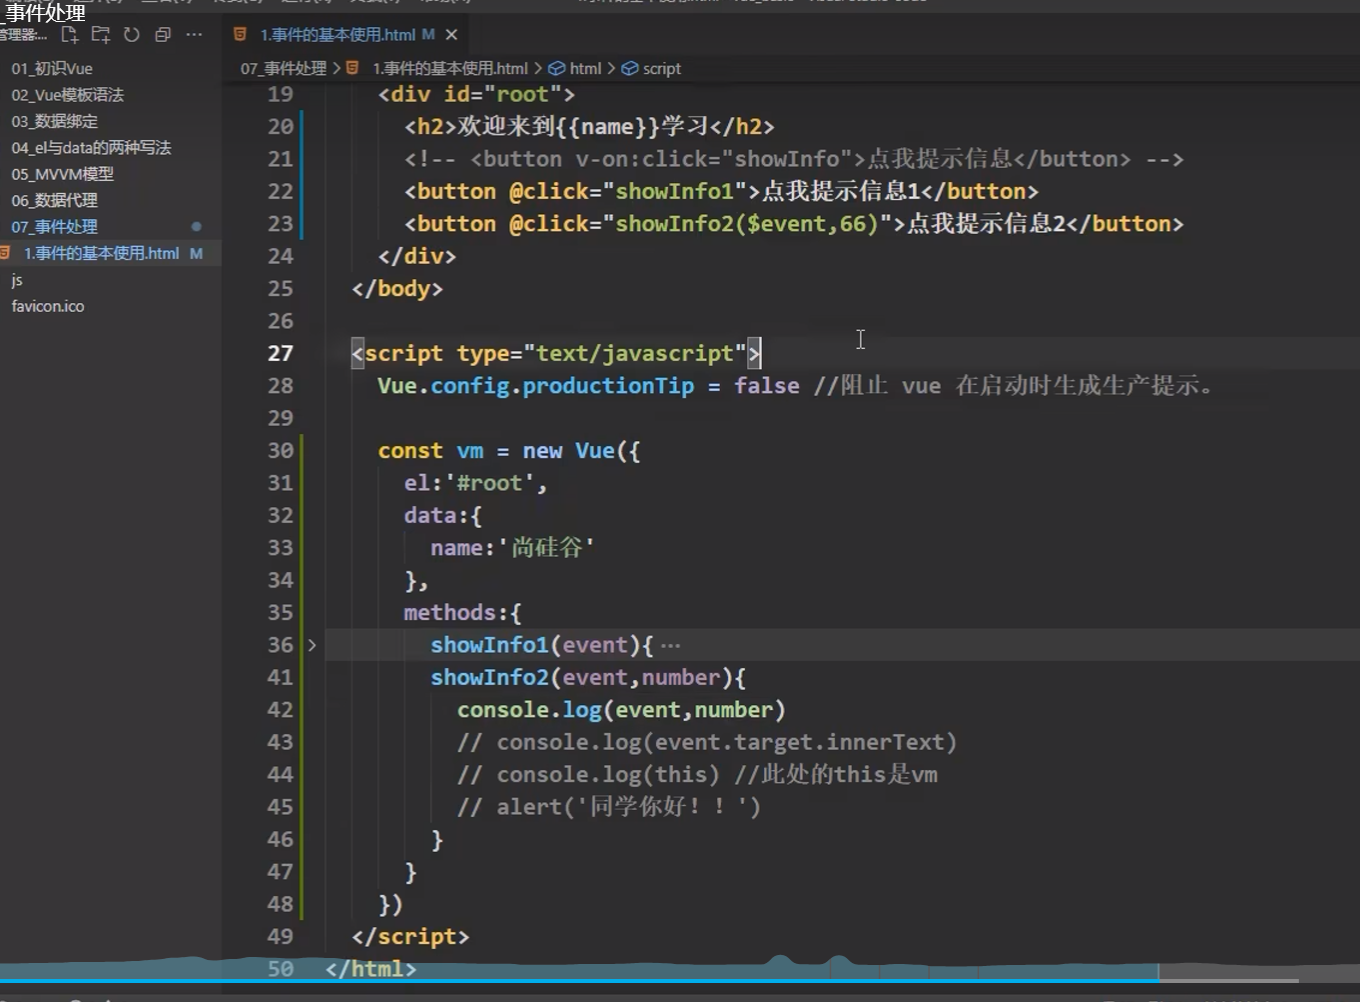 _事件处理
管理器:...
1.事件的基本使用.html M
07_事件处理 > 1.事件的基本使用.html > html > script
01_初识Vue
02_Vue模板语法
03_数据绑定
04_el与data的两种写法
05_MVVM模型
06_数据代理
07_事件处理
1.事件的基本使用.html M
js
favicon.ico
19 <div id="root">
20 <h2>欢迎来到{{name}}学习</h2>
21 <!-- <button v-on:click="showInfo">点我提示信息</button> -->
22 <button @click="showInfo1">点我提示信息1</button>
23 <button @click="showInfo2($event,66)">点我提示信息2</button>
24 </div>
25 </body>
26
27 <script type="text/javascript">
28 Vue.config.productionTip = false //阻止 vue 在启动时生成生产提示。
29
30 const vm = new Vue({
31 el:'#root',
32 data:{
33 name:'尚硅谷'
34 },
35 methods:{
36 showInfo1(event){ ···
41 showInfo2(event,number){
42 console.log(event,number)
43 // console.log(event.target.innerText)
44 // console.log(this) //此处的this是vm
45 // alert('同学你好！！')
46 }
47 }
48 })
49 </script>
50 </html>